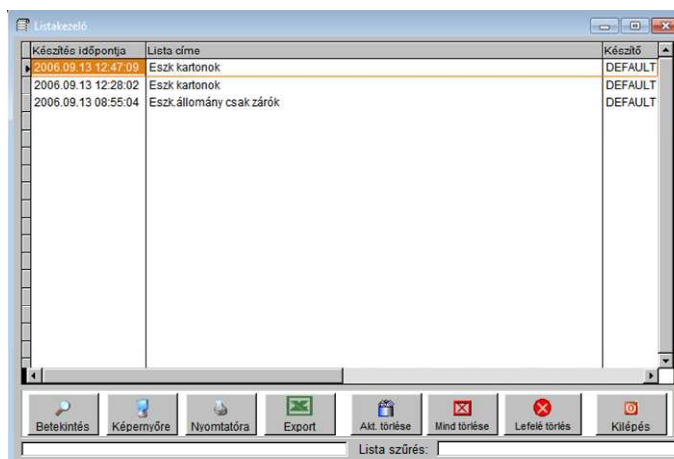 Listakezelő
Készítés időpontja Lista címe Készítő
2006.09.13 12:47:09 Eszk kartonok DEFAULT
2006.09.13 12:28:02 Eszk kartonok DEFAULT
2006.09.13 08:55:04 Eszk.állomány csak zárók DEFAULT
Betekintés Képernyőre Nyomtatóra Export Akt. törlése Mind törlése Lefelé törlés Kilépés
Lista szűrés: